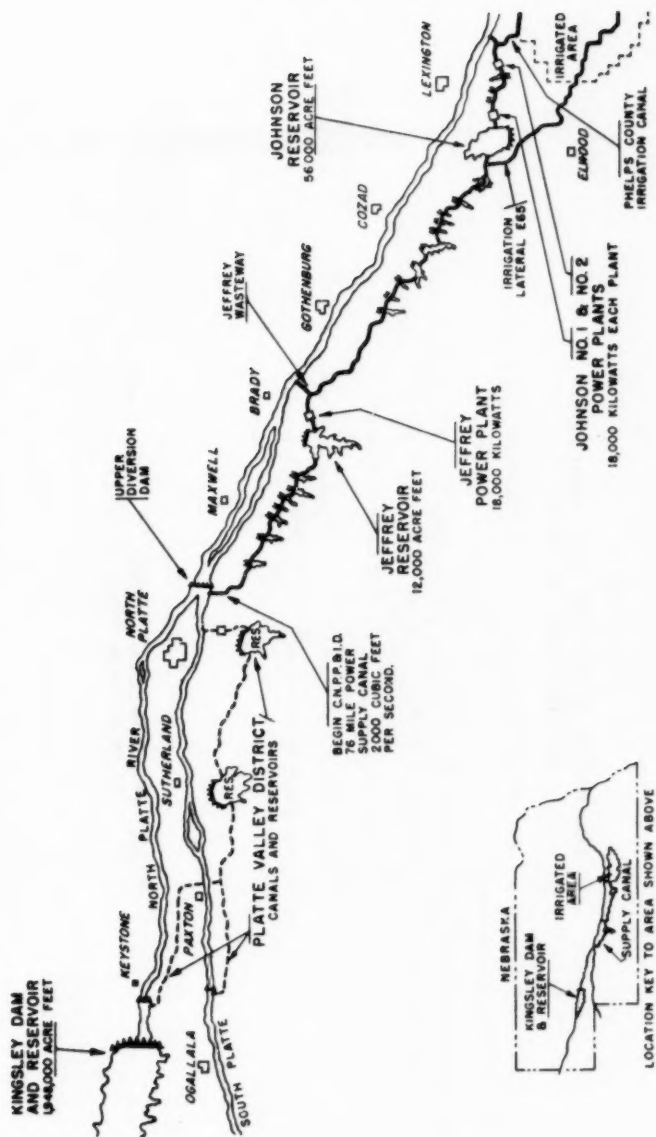 KINGSLEY DAM
AND RESERVOIR
1,948,000 ACRE FEET
KEYSTONE
OGALLALA
SOUTH PLATTE
NORTH PLATTE RIVER
PAXTON
SUTHERLAND
PLATTE VALLEY DISTRICT
CANALS AND RESERVOIRS
RES.
RES.
NORTH
PLATTE
UPPER
DIVERSION
DAM
MAXWELL
BEGIN C.N.P.P.& I.D.
76 MILE POWER
SUPPLY CANAL
2000 CUBIC FEET
PER SECOND.
BRADY
JEFFREY
WASTEWAY
JEFFREY
RESERVOIR
12,000 ACRE FEET
JEFFREY
POWER PLANT
18,000 KILOWATTS
GOTHENBURG
COZAD
JOHNSON
RESERVOIR
56000 ACRE FEET
LEXINGTON
IRRIGATION
LATERAL E65
ELWOOD
IRRIGATED
AREA
JOHNSON NO. 1 & NO. 2
POWER PLANTS
18,000 KILOWATTS EACH PLANT
PHELPS COUNTY
IRRIGATION CANAL
NEBRASKA
KINGSLEY DAM
& RESERVOIR
IRRIGATED
AREA
SUPPLY CANAL
LOCATION KEY TO AREA SHOWN ABOVE